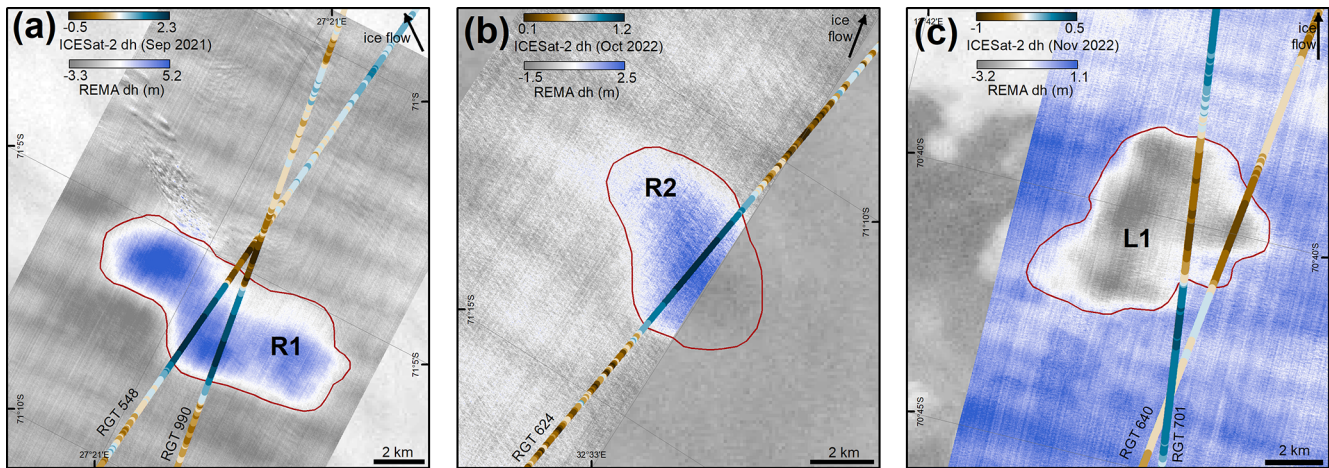 (a)
-0.5 2.3
ICESat-2 dh (Sep 2021)
-3.3 5.2
REMA dh (m)
27°21'E
ice flow
71°S
71°5'S
R1
71°5'S
71°10'S
RGT 548
RGT 990
27°21'E
2 km
(b)
0.1 1.2
ICESat-2 dh (Oct 2022)
-1.5 2.5
REMA dh (m)
ice
flow
R2
71°10'S
71°15'S
RGT 624
32°33'E
2 km
(c)
-1 0.5
ICESat-2 dh (Nov 2022)
-3.2 1.1
REMA dh (m)
ice
flow
70°40'S
L1
70°40'S
70°45'S
RGT 640
RGT 701
2 km